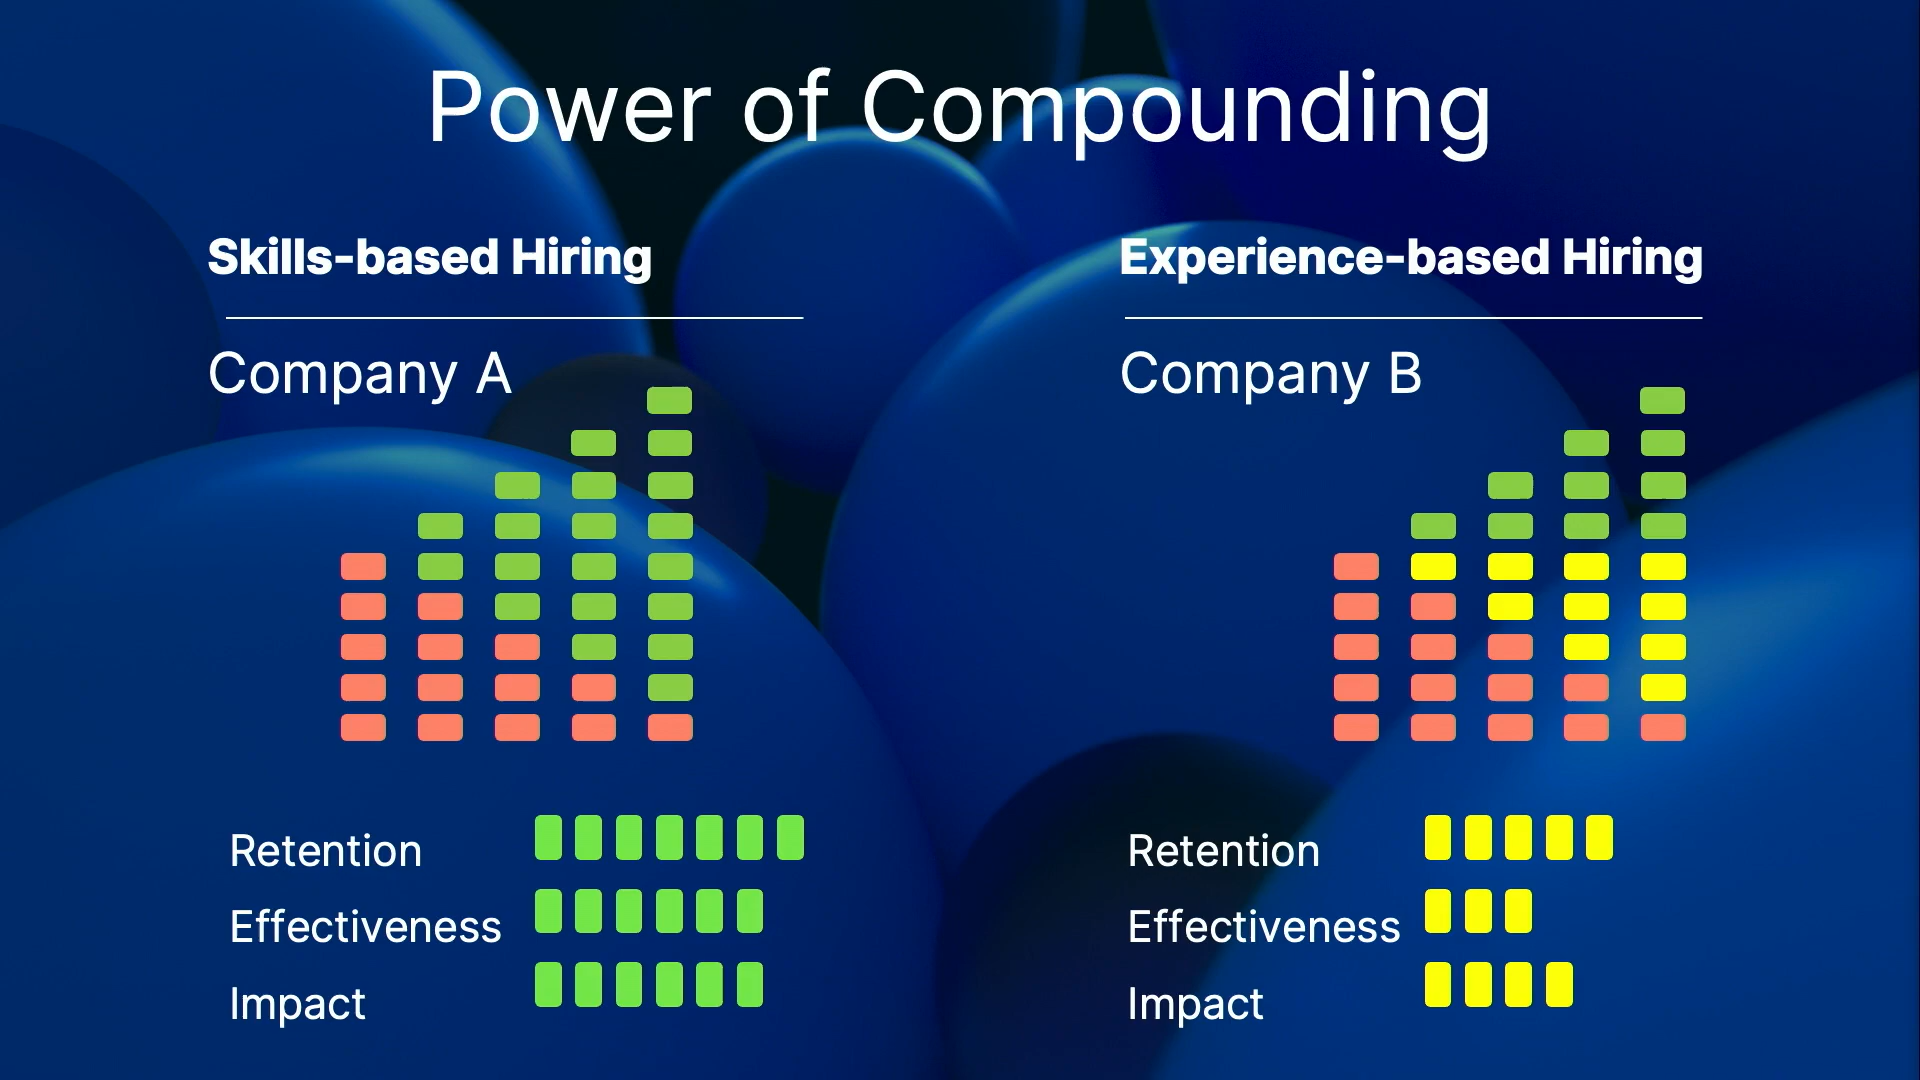 Power of Compounding
Skills-based Hiring
Company A
Retention
Effectiveness
Impact
Experience-based Hiring
Company B
Retention
Effectiveness
Impact